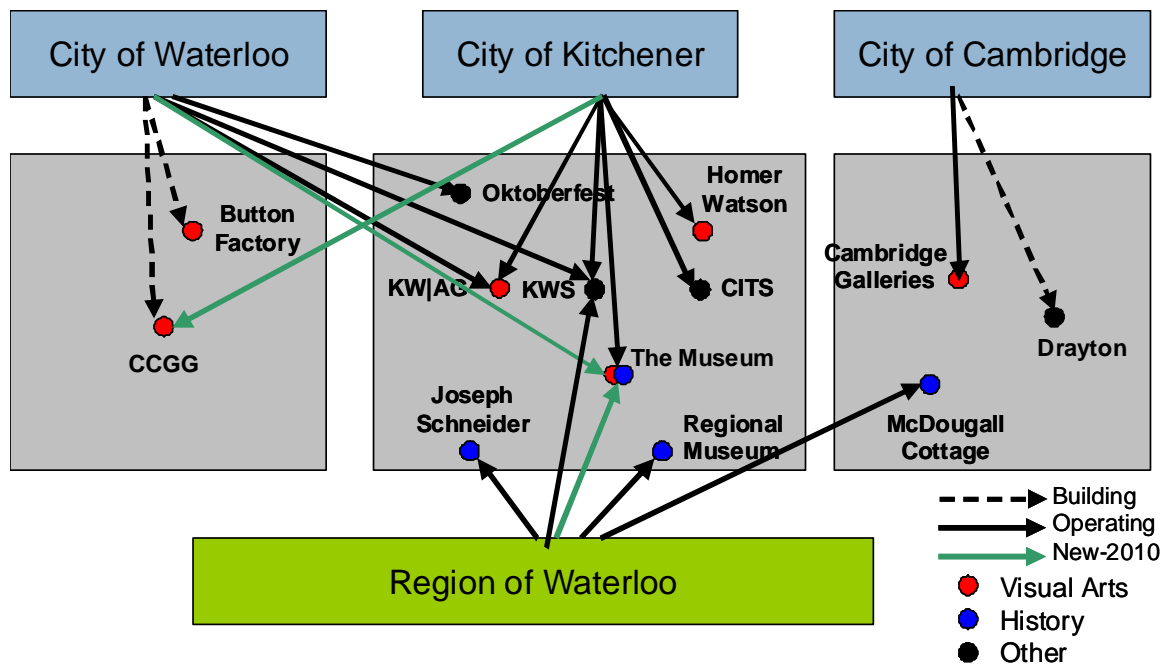 City of Waterloo
City of Kitchener
City of Cambridge
Button
Factory
CCGG
Oktoberfest
Homer
Watson
KW|AG
KWS
CITS
The Museum
Joseph
Schneider
Regional
Museum
Cambridge
Galleries
Drayton
McDougall
Cottage
Region of Waterloo
Building
Operating
New-2010
Visual Arts
History
Other